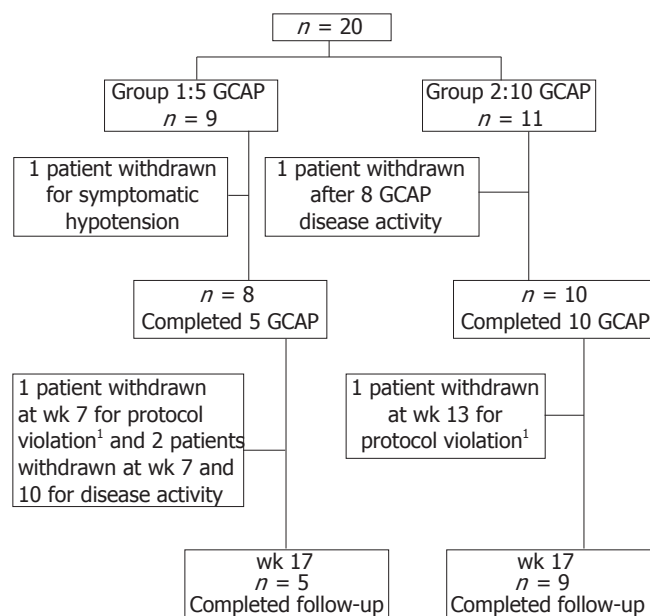 n = 20
Group 1:5 GCAP
n = 9
Group 2:10 GCAP
n = 11
1 patient withdrawn
for symptomatic
hypotension
1 patient withdrawn
after 8 GCAP
disease activity
n = 8
Completed 5 GCAP
n = 10
Completed 10 GCAP
1 patient withdrawn
at wk 7 for protocol
violation¹ and 2 patients
withdrawn at wk 7 and
10 for disease activity
1 patient withdrawn
at wk 13 for
protocol violation¹
wk 17
n = 5
Completed follow-up
wk 17
n = 9
Completed follow-up